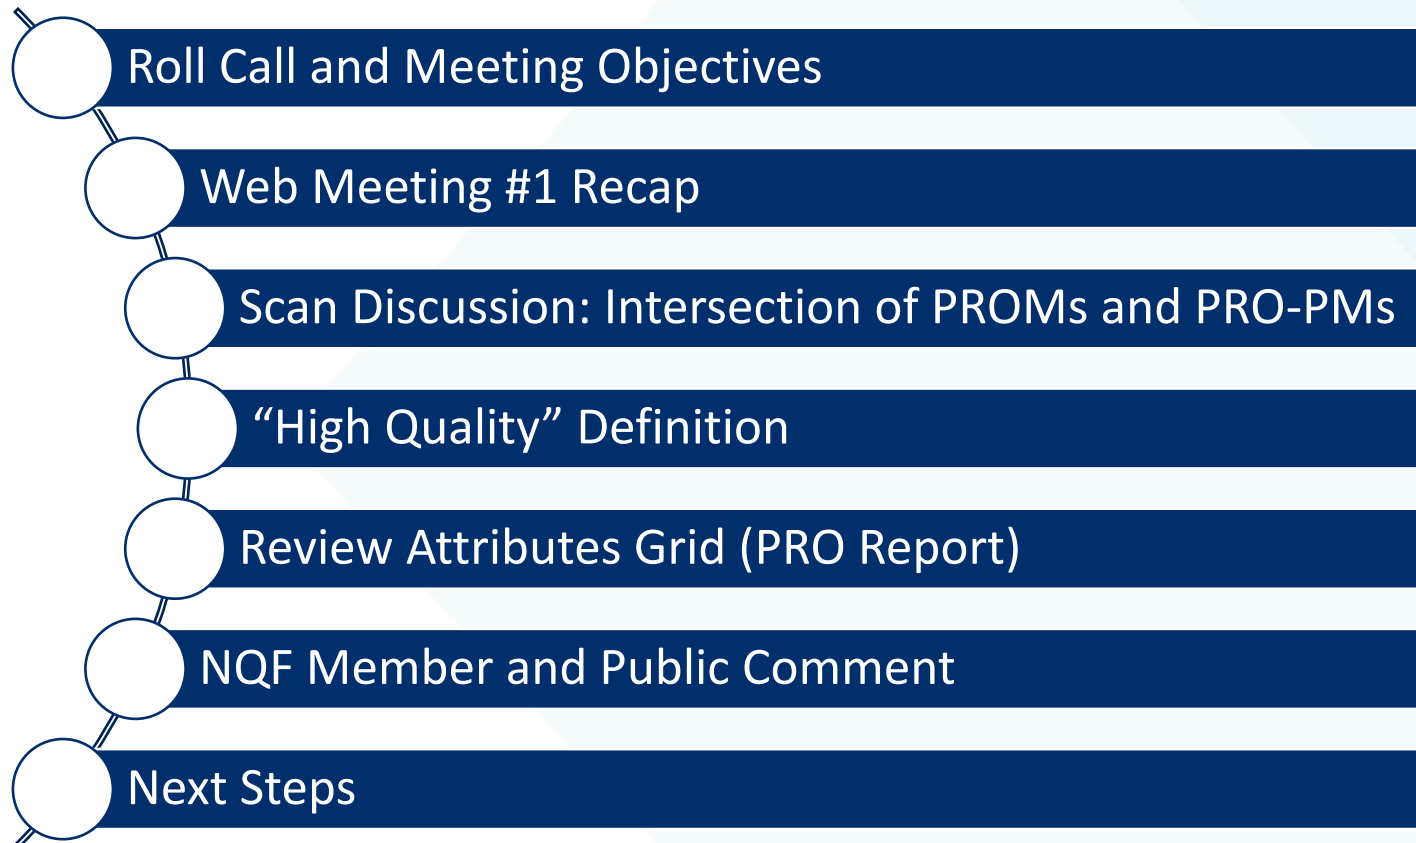 Roll Call and Meeting Objectives
Web Meeting #1 Recap
Scan Discussion: Intersection of PROMs and PRO-PMs
“High Quality” Definition
Review Attributes Grid (PRO Report)
NQF Member and Public Comment
Next Steps